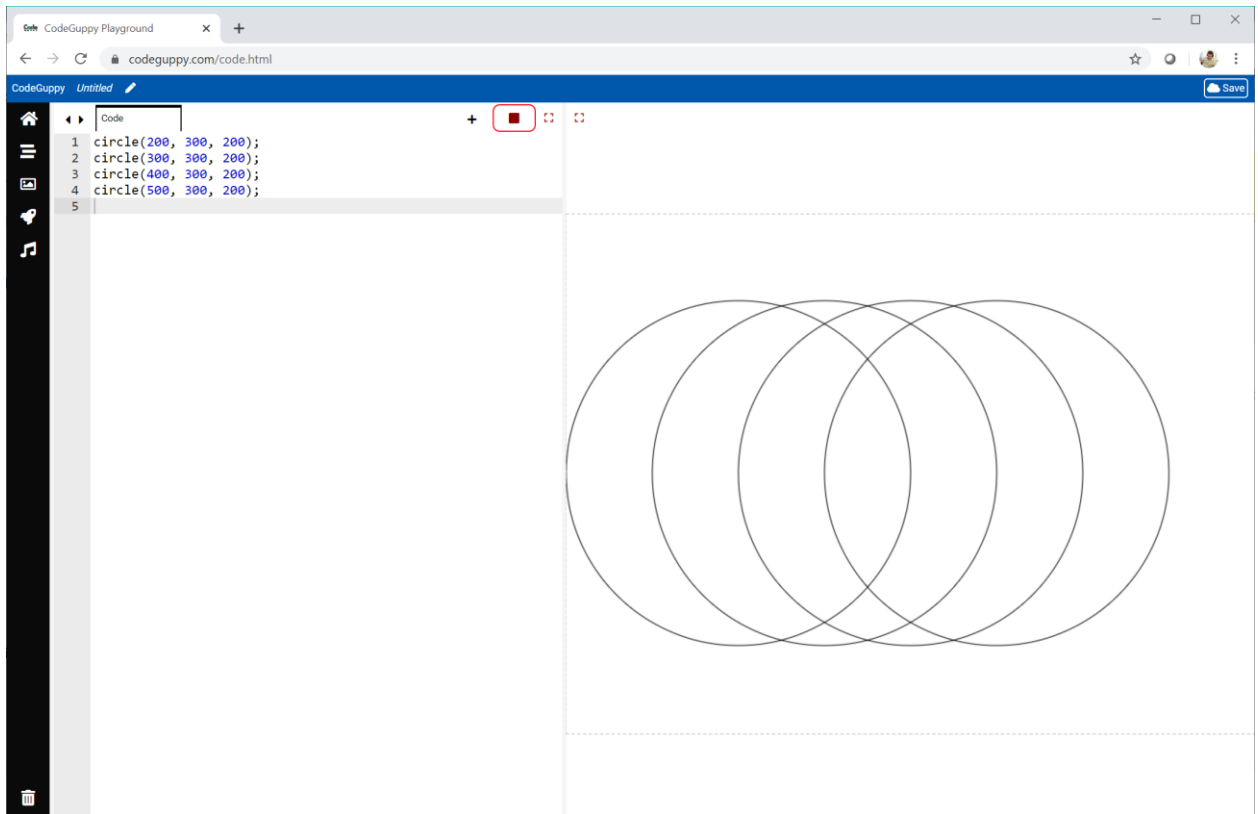 CodeGuppy Playground
codeguppy.com/code.html
CodeGuppy Untitled
Save
Code
1 circle(200, 300, 200);
2 circle(300, 300, 200);
3 circle(400, 300, 200);
4 circle(500, 300, 200);
5